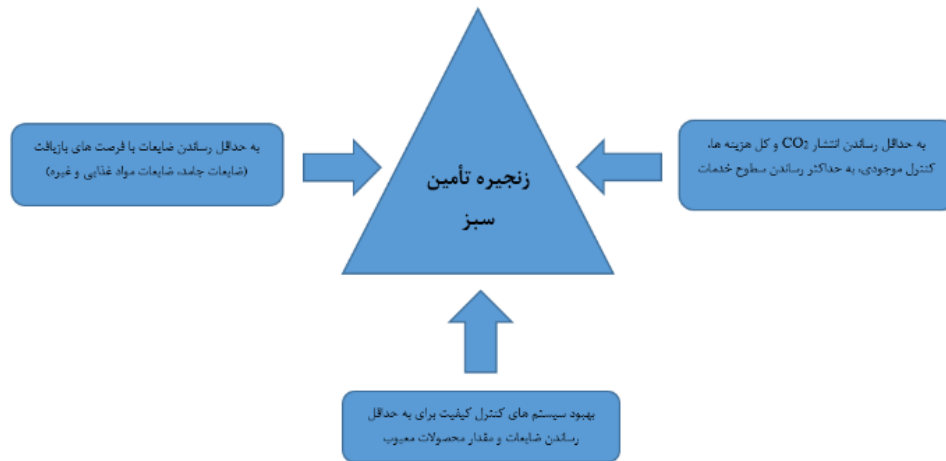 زنجیره تأمین
سبز
به حداقل رساندن انتشار CO2 و کل هزینه ها،
کنترل موجودی، به حداکثر رساندن سطوح خدمات
به حداقل رساندن ضایعات با فرصت های بازیافت
(ضایعات جامد، ضایعات مواد غذایی و غیره)
بهبود سیستم های کنترل کیفیت برای به حداقل
رساندن ضایعات و مقدار محصولات معیوب